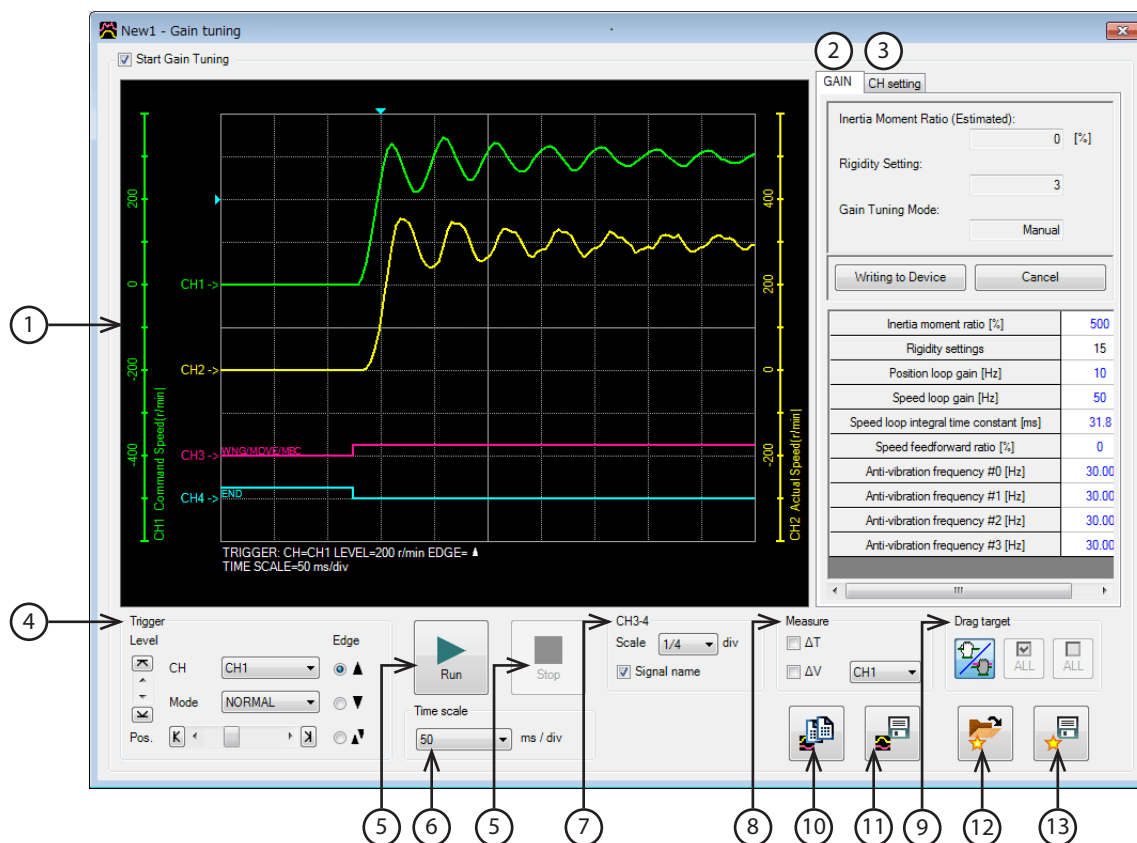 New1 - Gain tuning
Start Gain Tuning
2
3
GAIN
CH setting
Inertia Moment Ratio (Estimated):
0 [%]
Rigidity Setting:
3
Gain Tuning Mode:
Manual
Writing to Device
Cancel
Inertia moment ratio [%] 500
Rigidity settings 15
Position loop gain [Hz] 10
Speed loop gain [Hz] 50
Speed loop integral time constant [ms] 31.8
Speed feedforward ratio [%] 0
Anti-vibration frequency #0 [Hz] 30.00
Anti-vibration frequency #1 [Hz] 30.00
Anti-vibration frequency #2 [Hz] 30.00
Anti-vibration frequency #3 [Hz] 30.00
1
200
0
-200
-400
CH1 Command Speed[r/min]
CH1 ->
CH2 ->
CH3 -> WNG/MOVE/MBC
CH4 -> END
400
200
0
-200
CH2 Actual Speed[r/min]
TRIGGER: CH=CH1 LEVEL=200 r/min EDGE=
TIME SCALE=50 ms/div
4
Trigger
Level
Edge
CH CH1
Mode NORMAL
Pos.
Run
Stop
Time scale
50 ms / div
CH3-4
Scale 1/4 div
Signal name
Measure
ΔT
ΔV CH1
Drag target
ALL
ALL
5
6
5
7
8
10
11
9
12
13